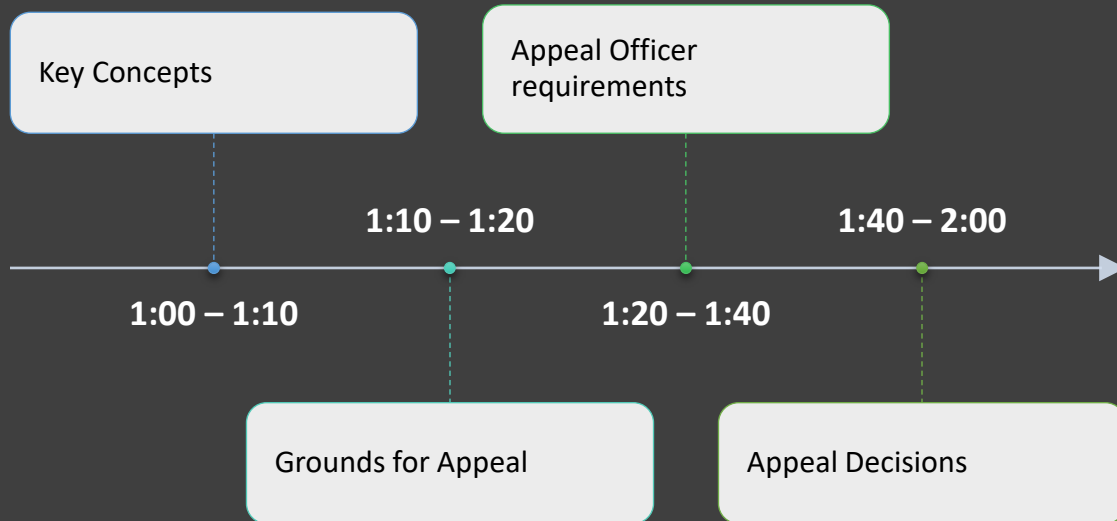 Key Concepts
Appeal Officer
requirements
1:10 – 1:20
1:40 – 2:00
1:00 – 1:10
1:20 – 1:40
Grounds for Appeal
Appeal Decisions